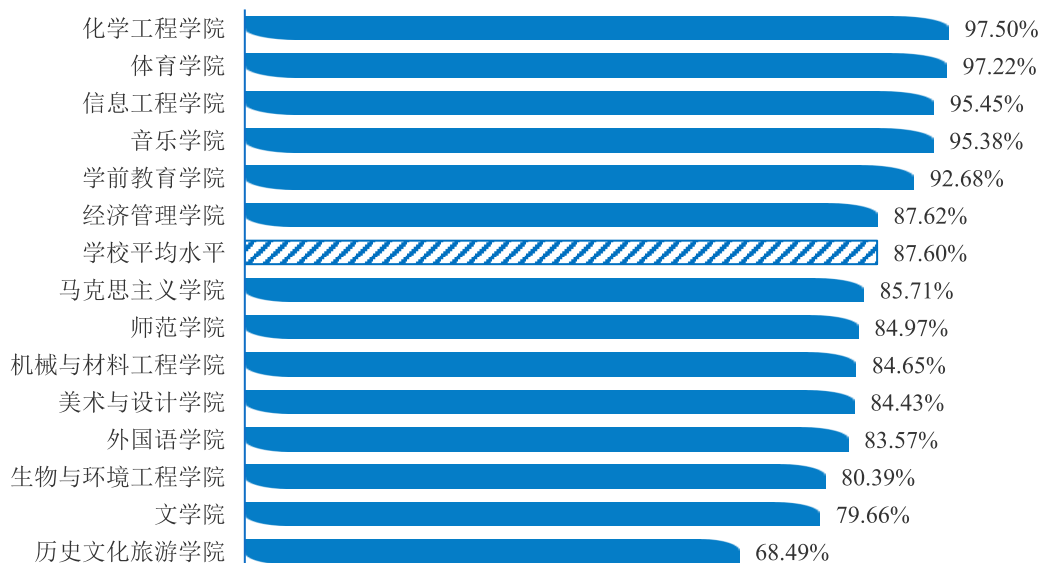 化学工程学院 97.50%
体育学院 97.22%
信息工程学院 95.45%
音乐学院 95.38%
学前教育学院 92.68%
经济管理学院 87.62%
学校平均水平 87.60%
马克思主义学院 85.71%
师范学院 84.97%
机械与材料工程学院 84.65%
美术与设计学院 84.43%
外国语学院 83.57%
生物与环境工程学院 80.39%
文学院 79.66%
历史文化旅游学院 68.49%